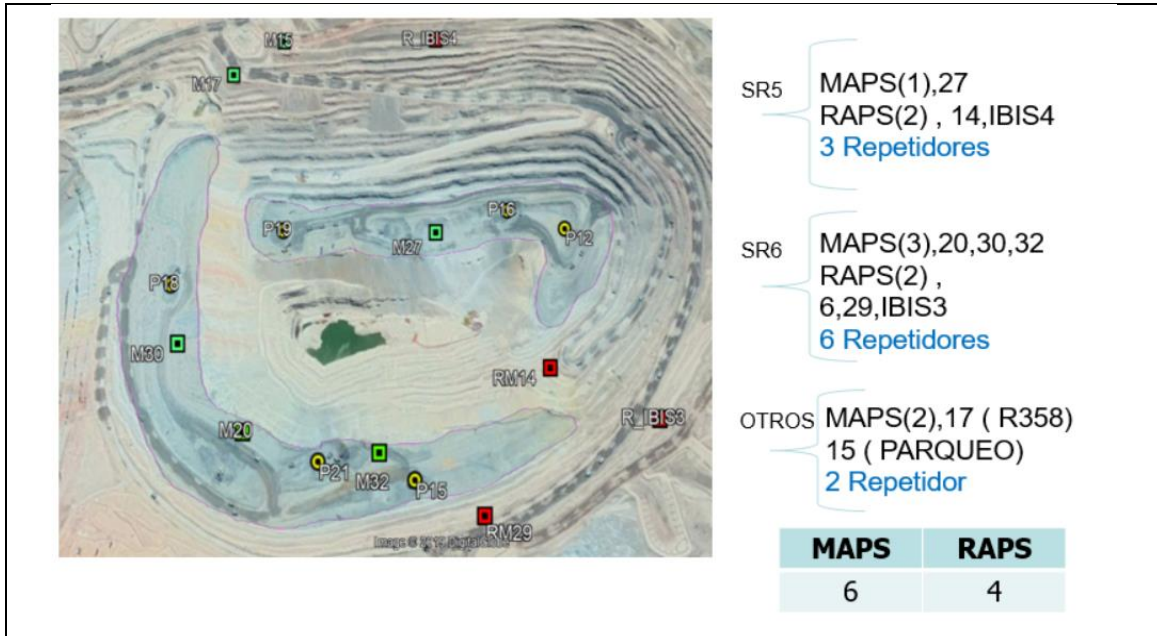 M15
R_IBIS4
M17
P19
M27
P16
P12
P18
M30
RM14
M20
R_IBIS3
P21
M32
P15
RM29
SR5
MAPS(1),27
RAPS(2) , 14,IBIS4
3 Repetidores
SR6
MAPS(3),20,30,32
RAPS(2) ,
6,29,IBIS3
6 Repetidores
OTROS
MAPS(2),17 ( R358)
15 ( PARQUEO)
2 Repetidor
MAPS RAPS
6 4